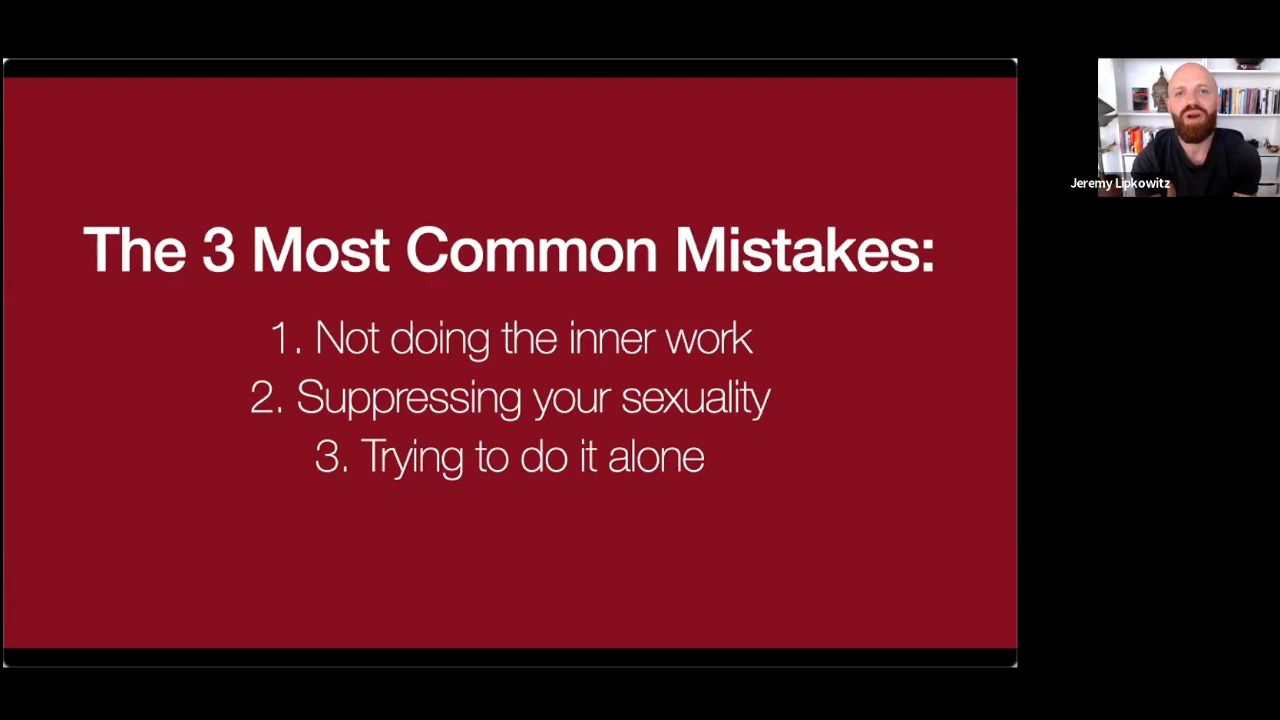 The 3 Most Common Mistakes:
1. Not doing the inner work
2. Suppressing your sexuality
3. Trying to do it alone
Jeremy Lipkowitz